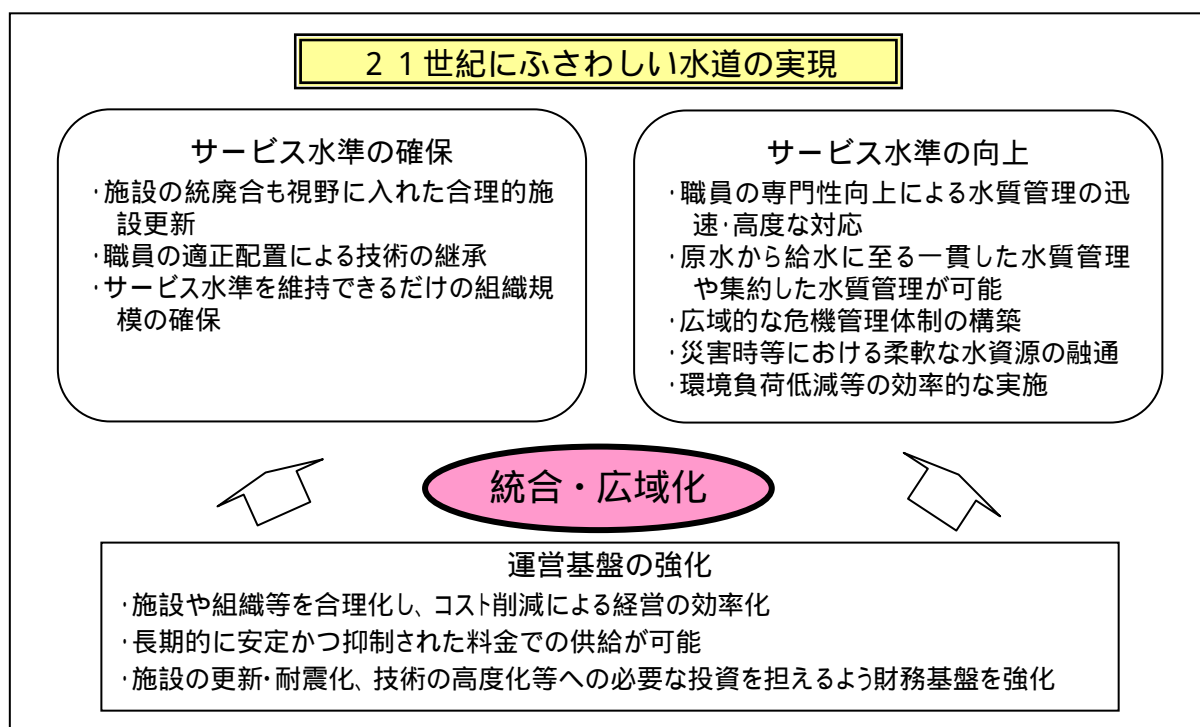 21世紀にふさわしい水道の実現
サービス水準の確保
・施設の統廃合も視野に入れた合理的施
設更新
・職員の適正配置による技術の継承
・サービス水準を維持できるだけの組織規
模の確保
サービス水準の向上
・職員の専門性向上による水質管理の迅
速・高度な対応
・原水から給水に至る一貫した水質管理
や集約した水質管理が可能
・広域的な危機管理体制の構築
・災害時等における柔軟な水資源の融通
・環境負荷低減等の効率的な実施
統合・広域化
運営基盤の強化
・施設や組織等を合理化し、コスト削減による経営の効率化
・長期的に安定かつ抑制された料金での供給が可能
・施設の更新・耐震化、技術の高度化等への必要な投資を担えるよう財務基盤を強化